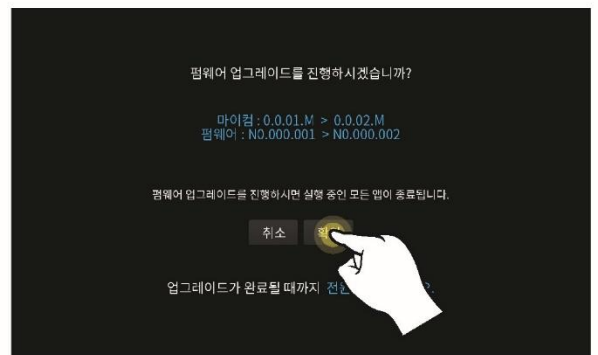 펌웨어 업그레이드를 진행하시겠습니까?
마이컴 : 0.0.01.M > 0.0.02.M
펌웨어 : N0.000.001 > N0.000.002
펌웨어 업그레이드를 진행하시면 실행 중인 모든 앱이 종료됩니다.
취소
업그레이드가 완료될 때까지